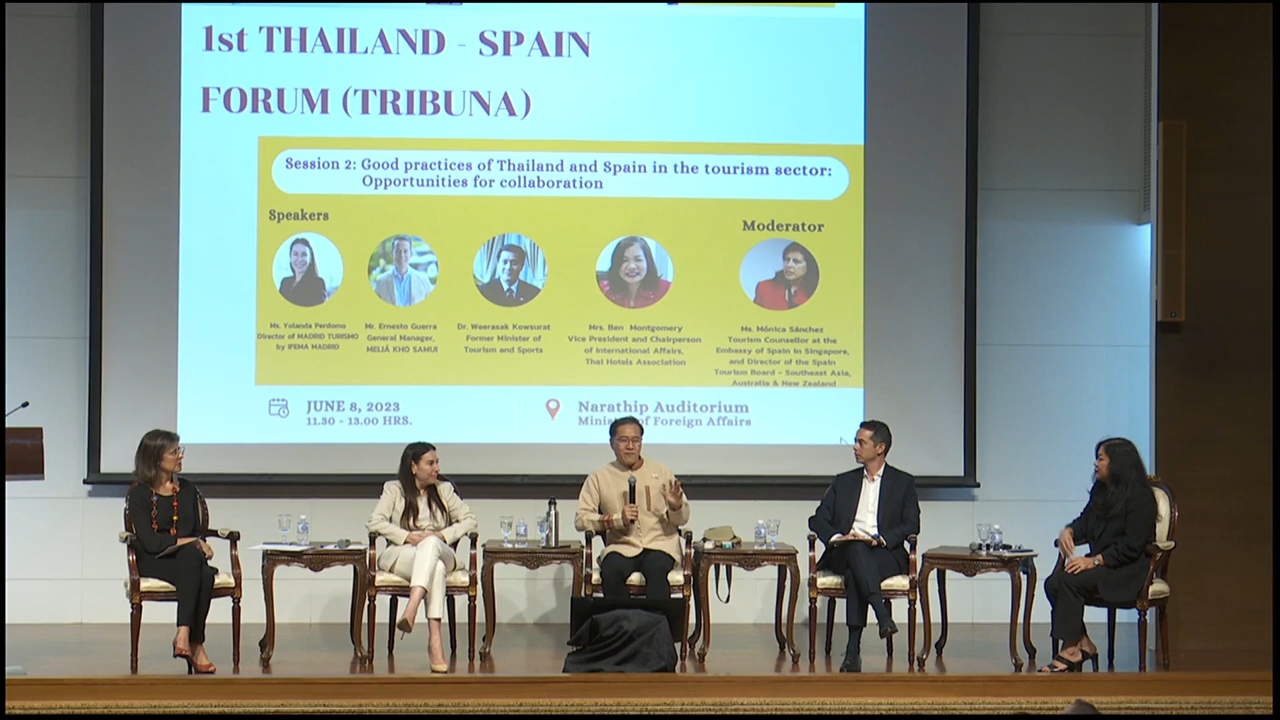 1st THAILAND - SPAIN
FORUM (TRIBUNA)
Session 2: Good practices of Thailand and Spain in the tourism sector:
Opportunities for collaboration
Speakers
Moderator
Ms. Yolanda Perdomo
Director of MADRID TURISMO
by IFEMA MADRID
Mr. Ernesto Guerra
General Manager,
MELIÁ KHO SAMUI
Dr. Weerasak Kowsurat
Former Minister of
Tourism and Sports
Mrs. Ben Montgomery
Vice President and Chairperson
of International Affairs,
Thai Hotels Association
Ms. Mónica Sánchez
Tourism Counsellor at the
Embassy of Spain in Singapore,
and Director of the Spain
Tourism Board - Southeast Asia,
Australia & New Zealand
JUNE 8, 2023
11.30 - 13.00 HRS.
Narathip Auditorium
of Foreign Affairs